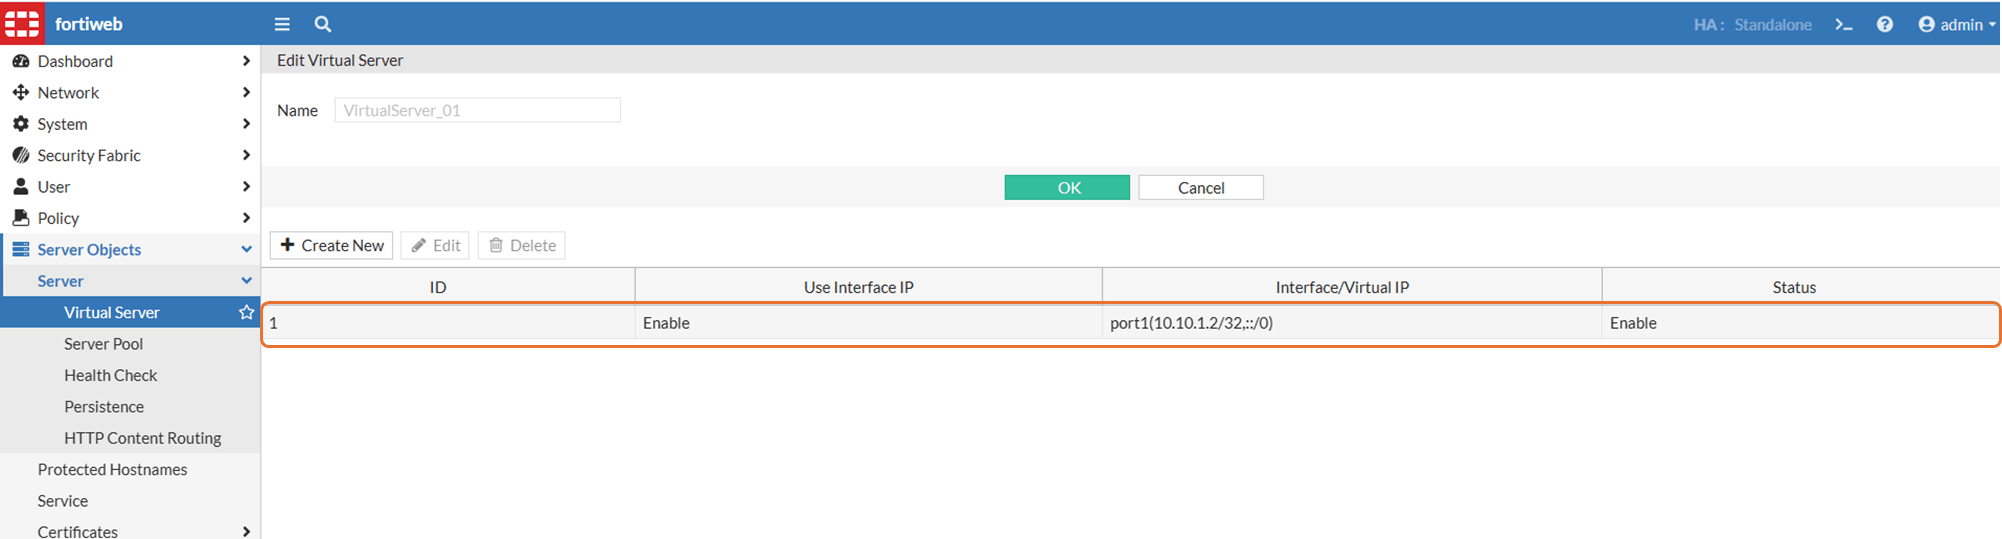 fortiweb
HA: Standalone
>_
?
admin
Dashboard
Network
System
Security Fabric
User
Policy
Server Objects
Server
Virtual Server
Server Pool
Health Check
Persistence
HTTP Content Routing
Protected Hostnames
Service
Certificates
Edit Virtual Server
Name VirtualServer_01
OK Cancel
+ Create New Edit Delete
ID Use Interface IP Interface/Virtual IP Status
1 Enable port1(10.10.1.2/32,::/0) Enable